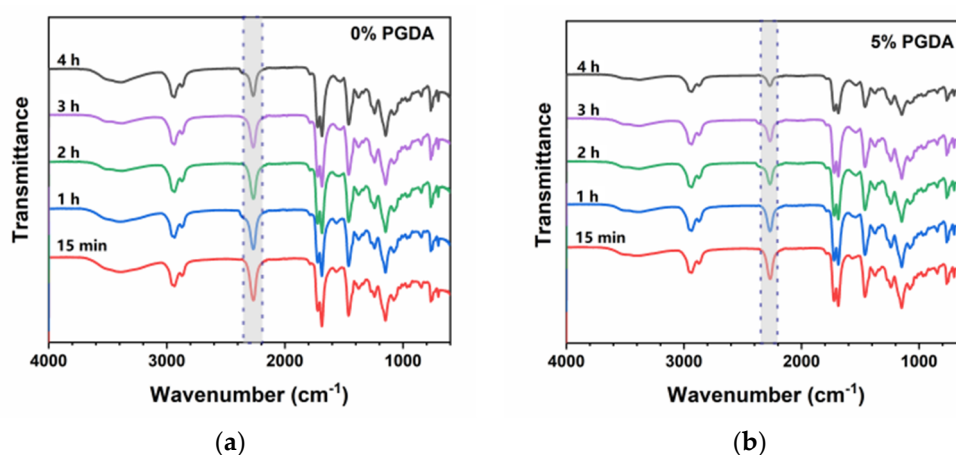 0% PGDA
4 h
3 h
2 h
1 h
15 min
Transmittance
4000 3000 2000 1000
Wavenumber (cm-1)
(a)
5% PGDA
4 h
3 h
2 h
1 h
15 min
Transmittance
4000 3000 2000 1000
Wavenumber (cm-1)
(b)